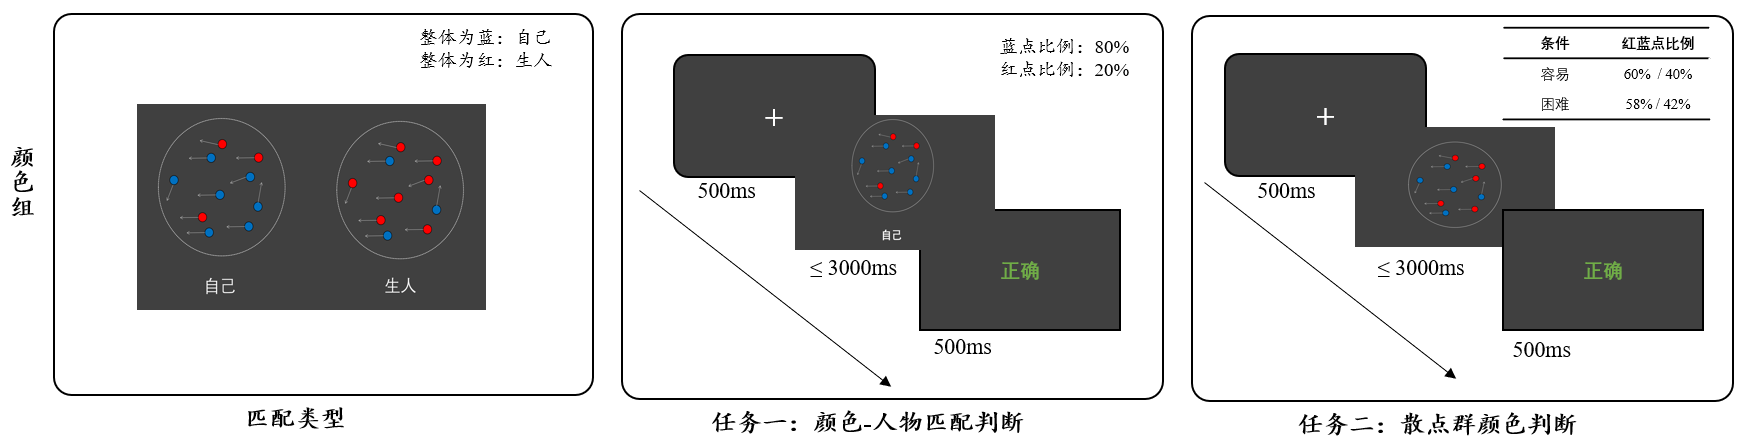 颜色组
整体为蓝：自己
整体为红：生人
自己
生人
匹配类型
蓝点比例：80%
红点比例：20%
+
500ms
自己
≤ 3000ms
正确
500ms
任务一：颜色-人物匹配判断
条件 红蓝点比例
容易 60% / 40%
困难 58% / 42%
+
500ms
≤ 3000ms
正确
500ms
任务二：散点群颜色判断